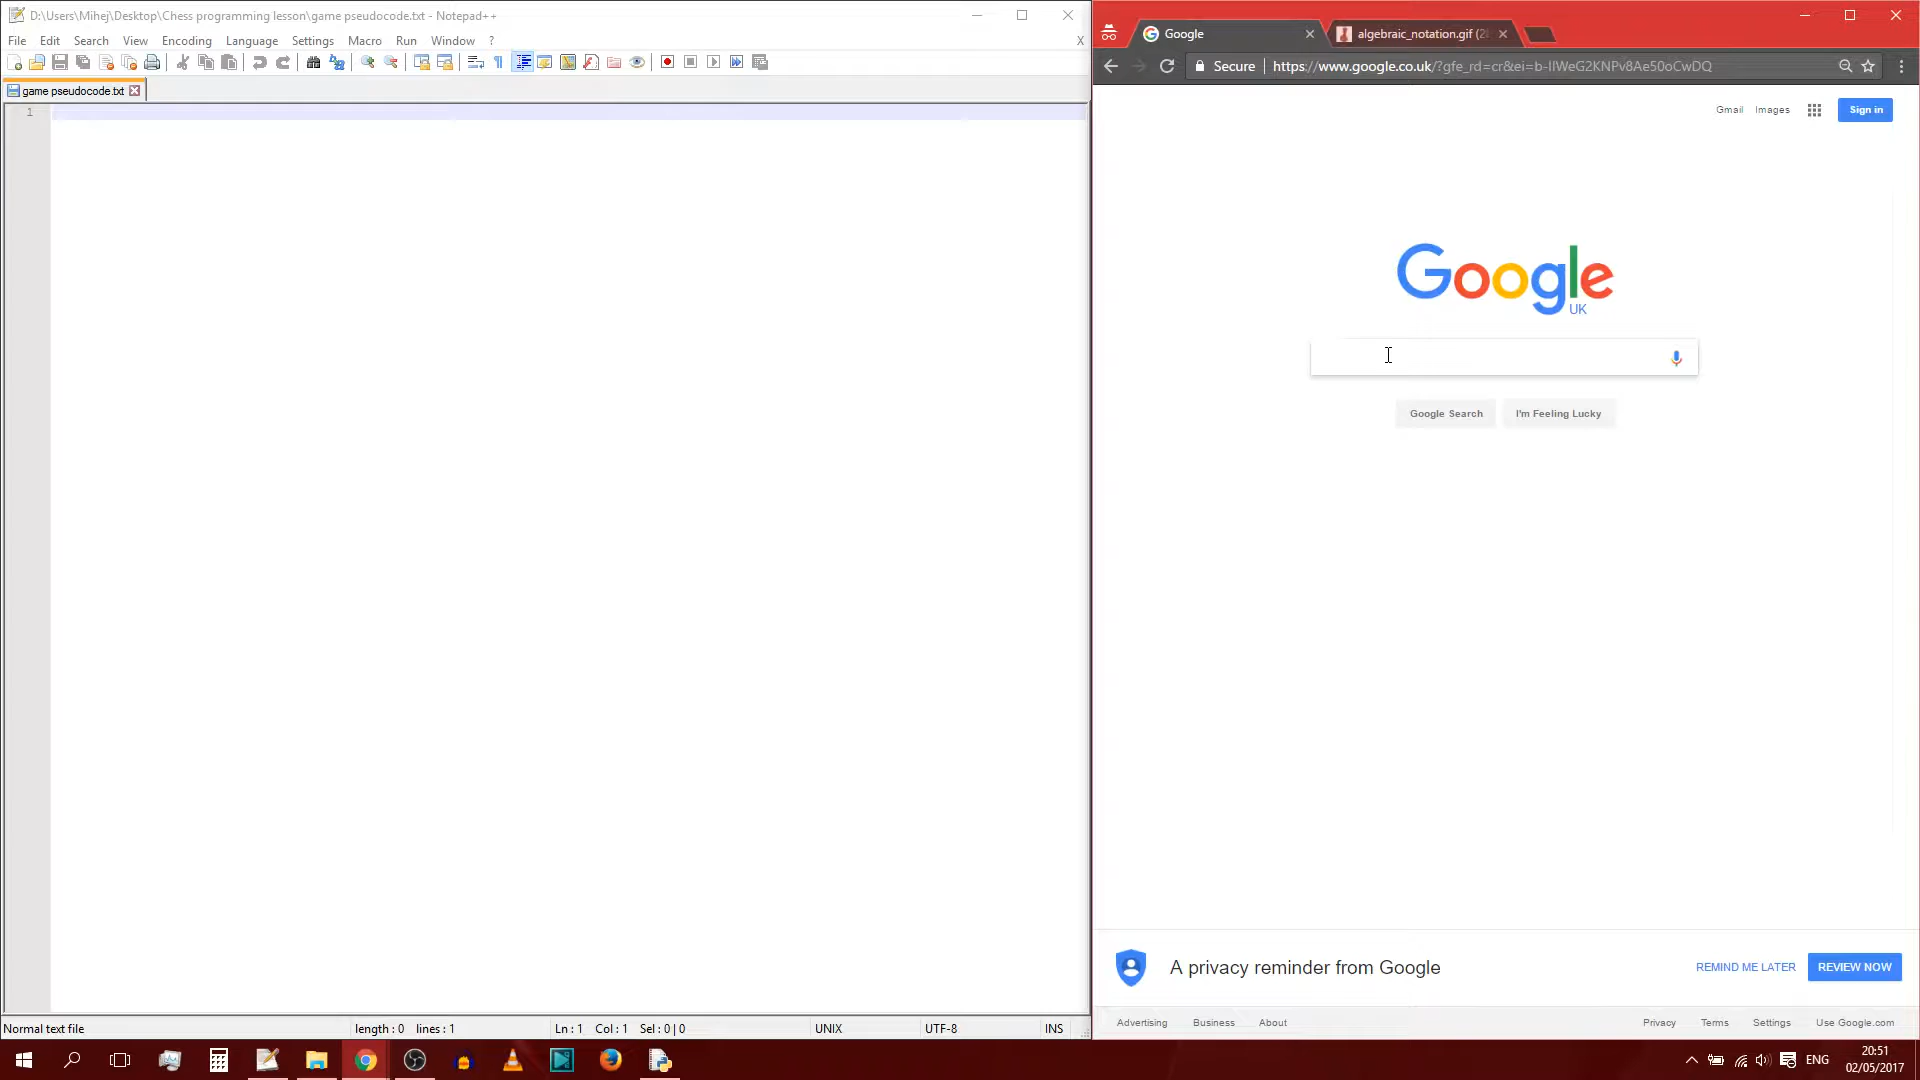 D:\Users\Mihej\Desktop\Chess programming lesson\game pseudocode.txt - Notepad++
File Edit Search View Encoding Language Settings Macro Run Window ? X
game pseudocode.txt
1
Normal text file length : 0 lines : 1 Ln : 1 Col : 1 Sel : 0 | 0 UNIX UTF-8 INS
Google algebraic_notation.gif (2
Secure https://www.google.co.uk/?gfe_rd=cr&ei=b-IIWeG2KNPv8Ae50oCwDQ
Gmail Images Sign in
Google
UK
Google Search I'm Feeling Lucky
A privacy reminder from Google REMIND ME LATER REVIEW NOW
Advertising Business About Privacy Terms Settings Use Google.com
ENG
20:51
02/05/2017